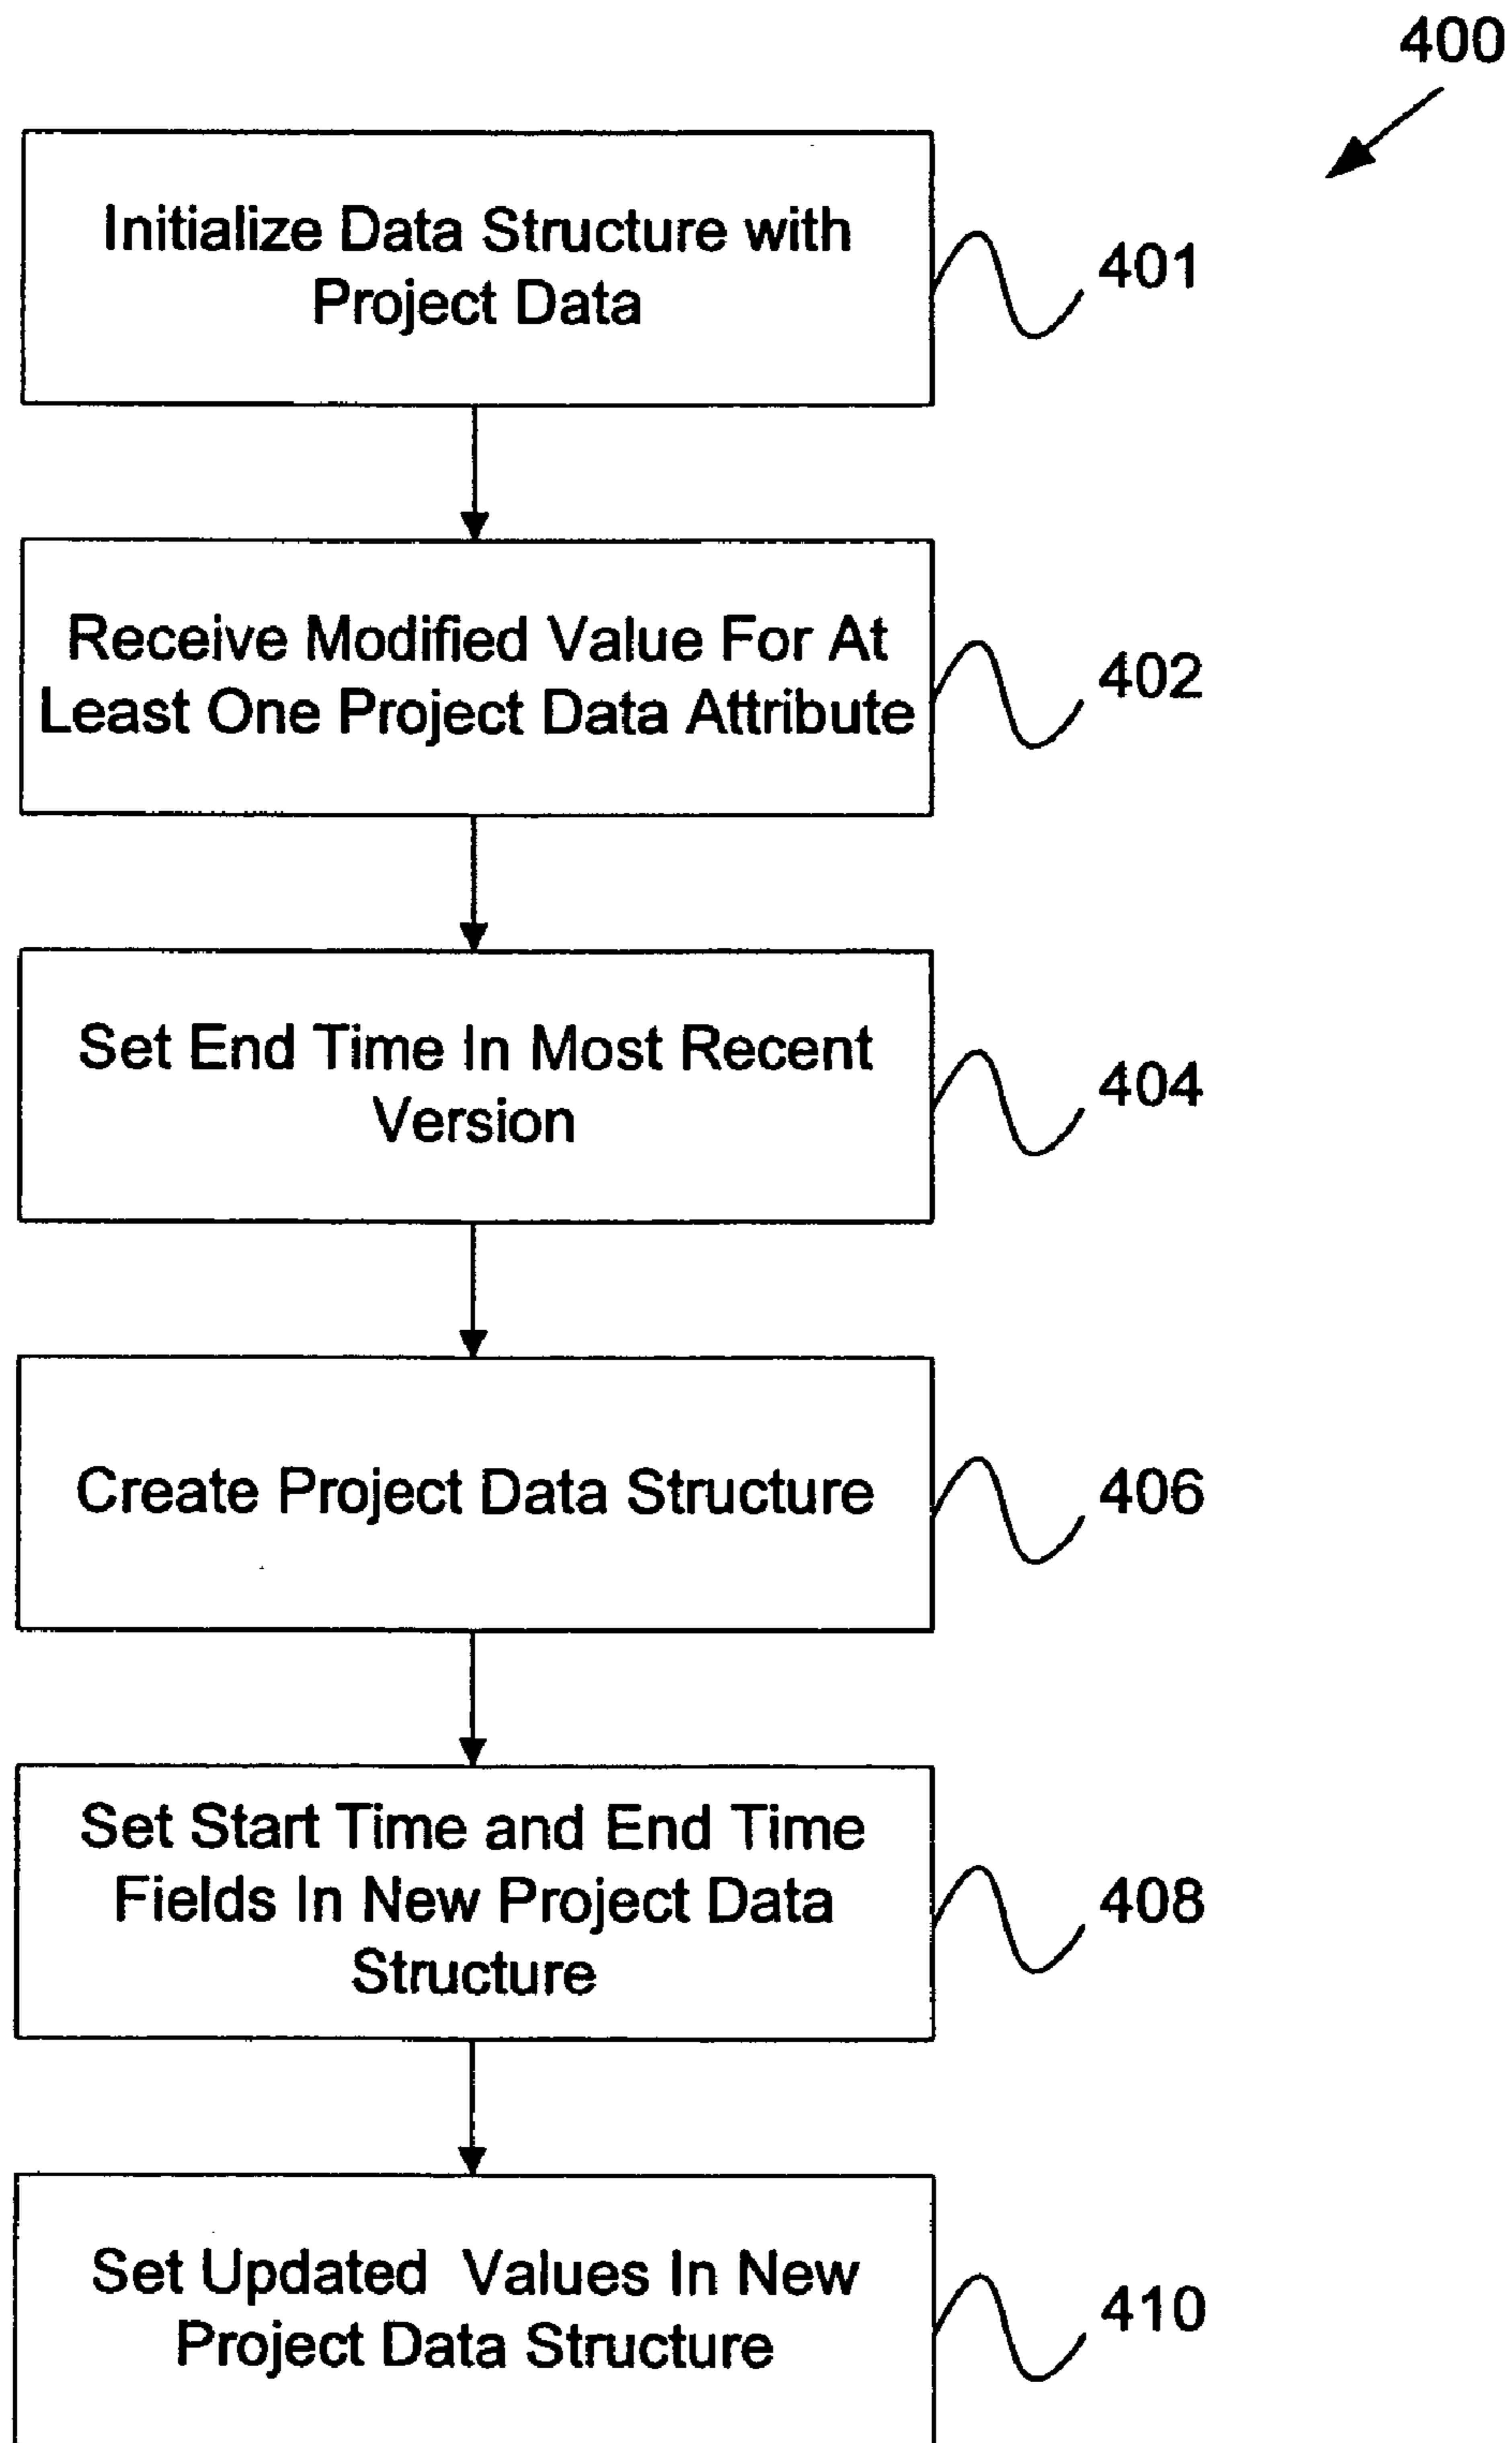 400
Initialize Data Structure with
Project Data
401
Receive Modified Value For At
Least One Project Data Attribute
402
Set End Time In Most Recent
Version
404
Create Project Data Structure
406
Set Start Time and End Time
Fields In New Project Data
Structure
408
Set Updated Values In New
Project Data Structure
410